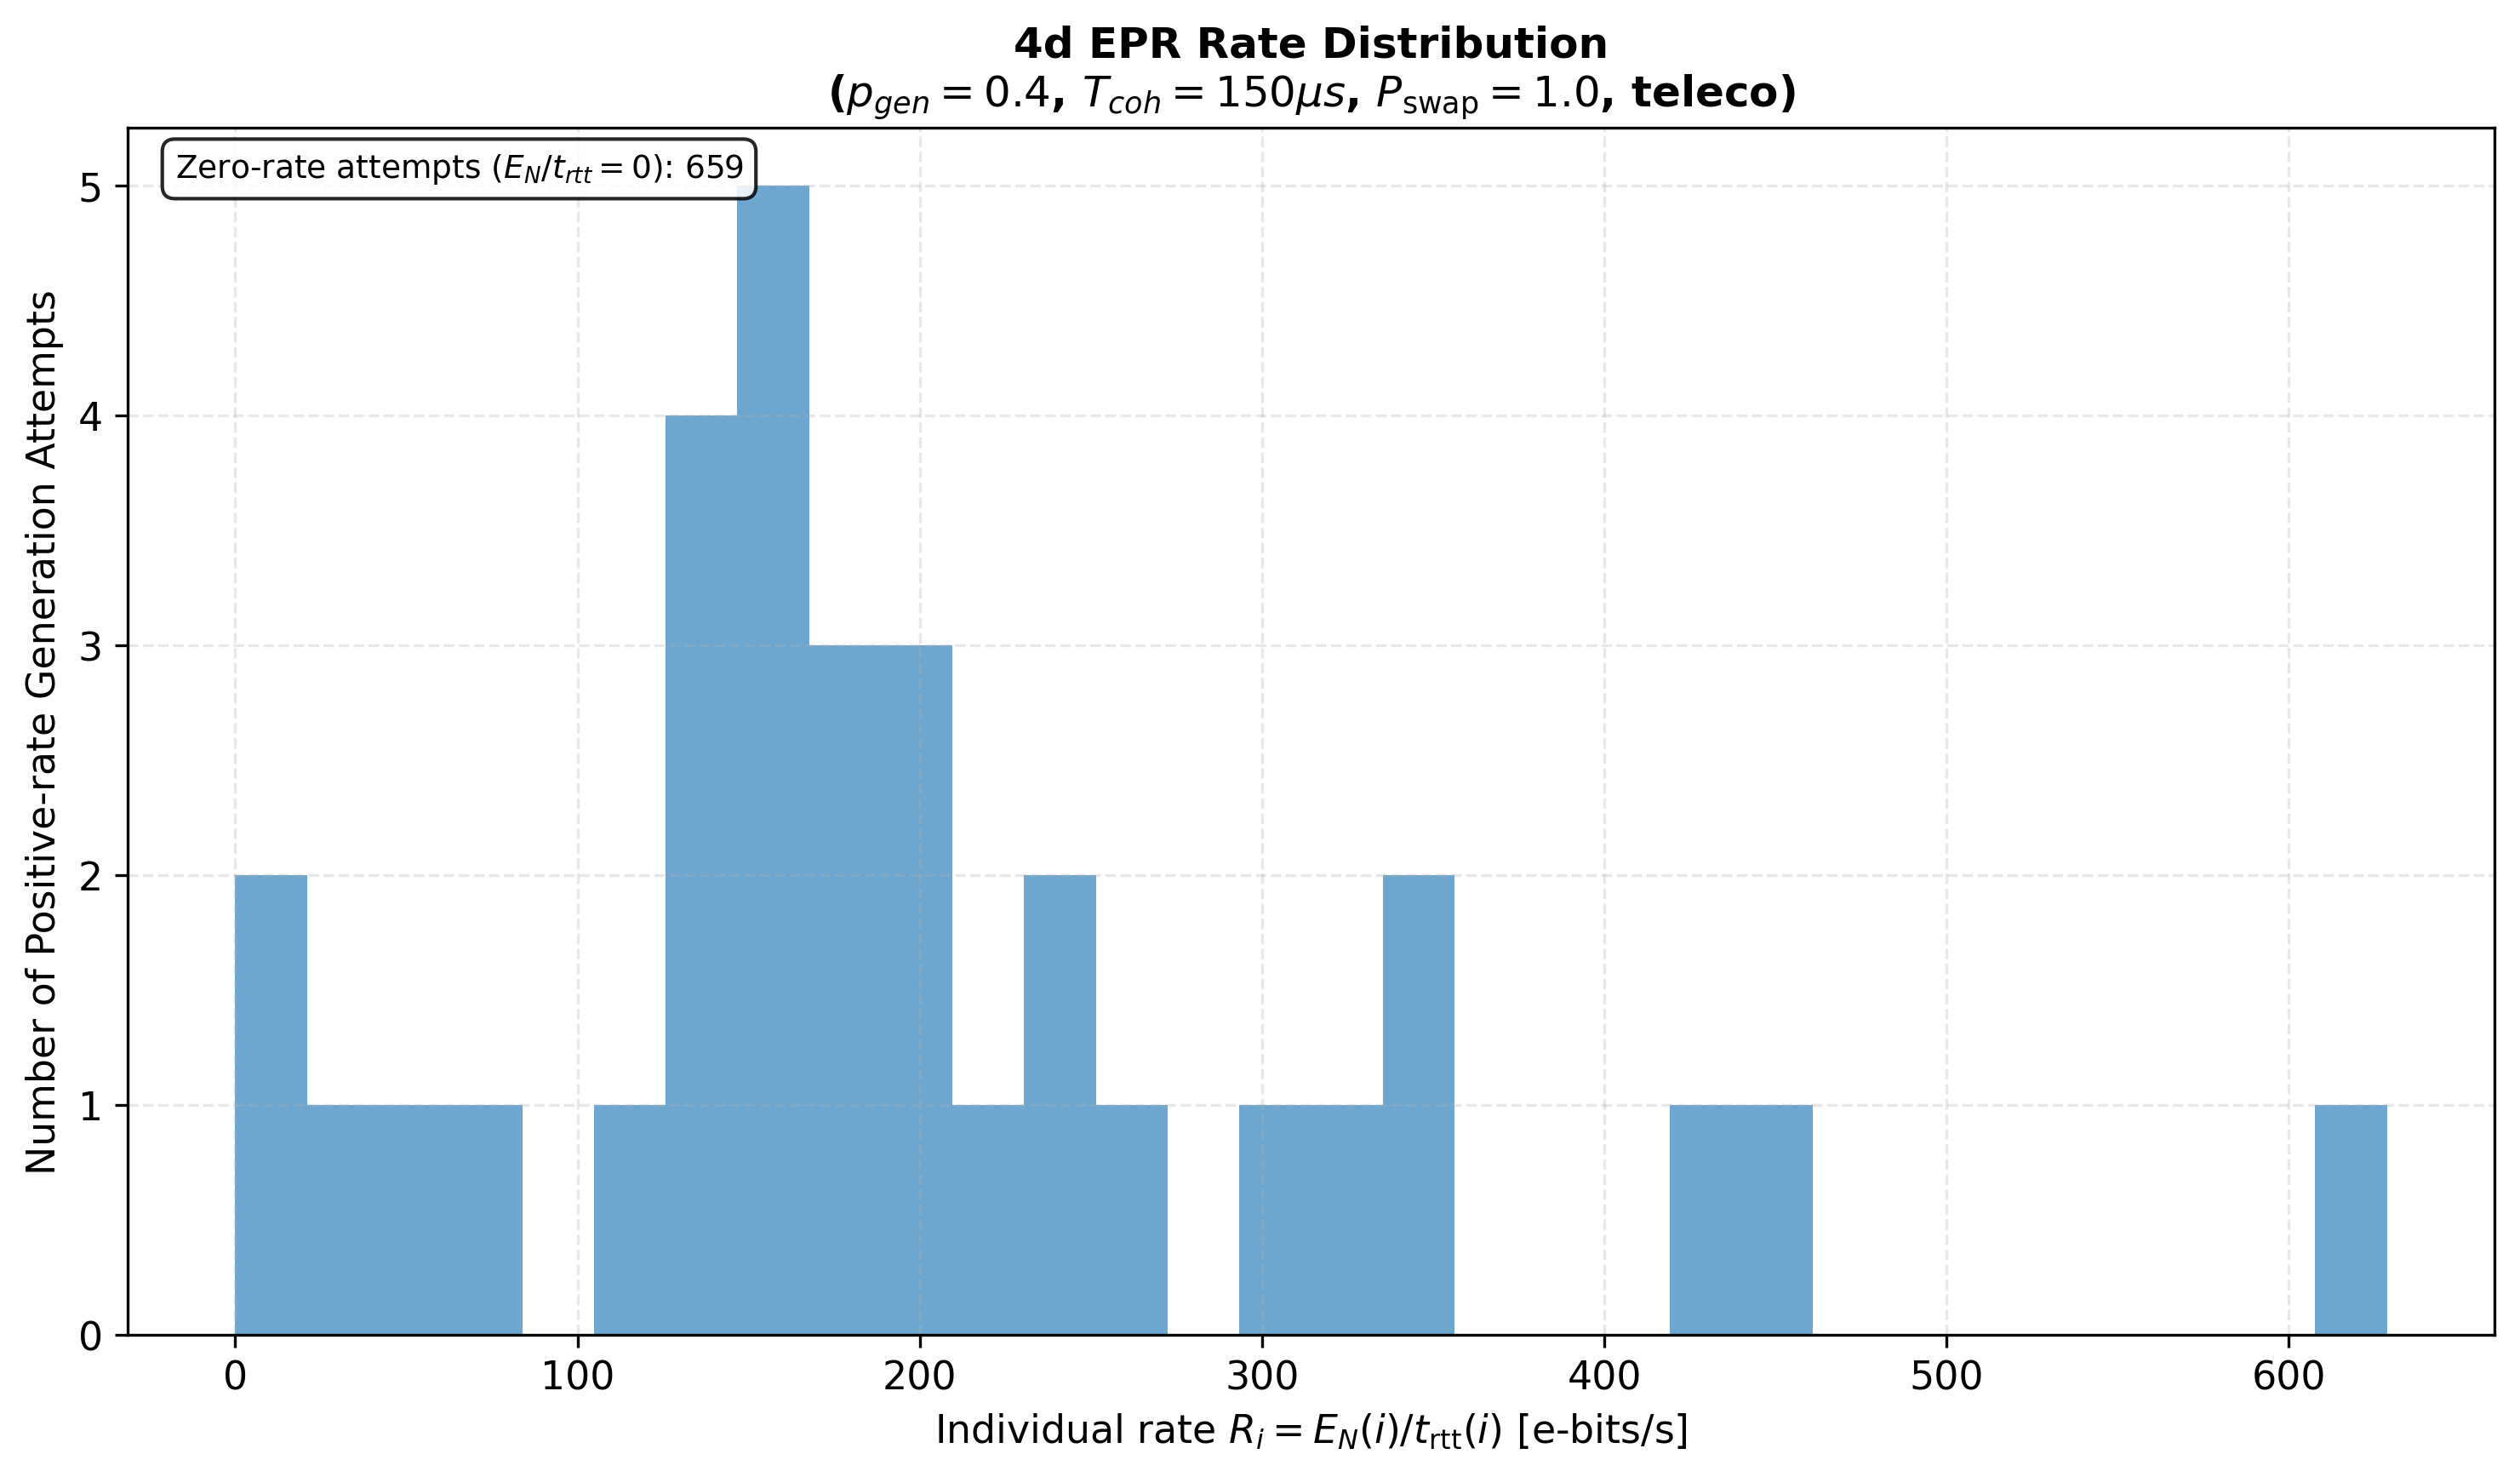 4d EPR Rate Distribution
(p_gen = 0.4, T_coh = 150μs, P_swap = 1.0, teleco)
Zero-rate attempts (E_N/t_rtt = 0): 659
Number of Positive-rate Generation Attempts
5
4
3
2
1
0
0 100 200 300 400 500 600
Individual rate R_i = E_N(i)/t_rtt(i) [e-bits/s]